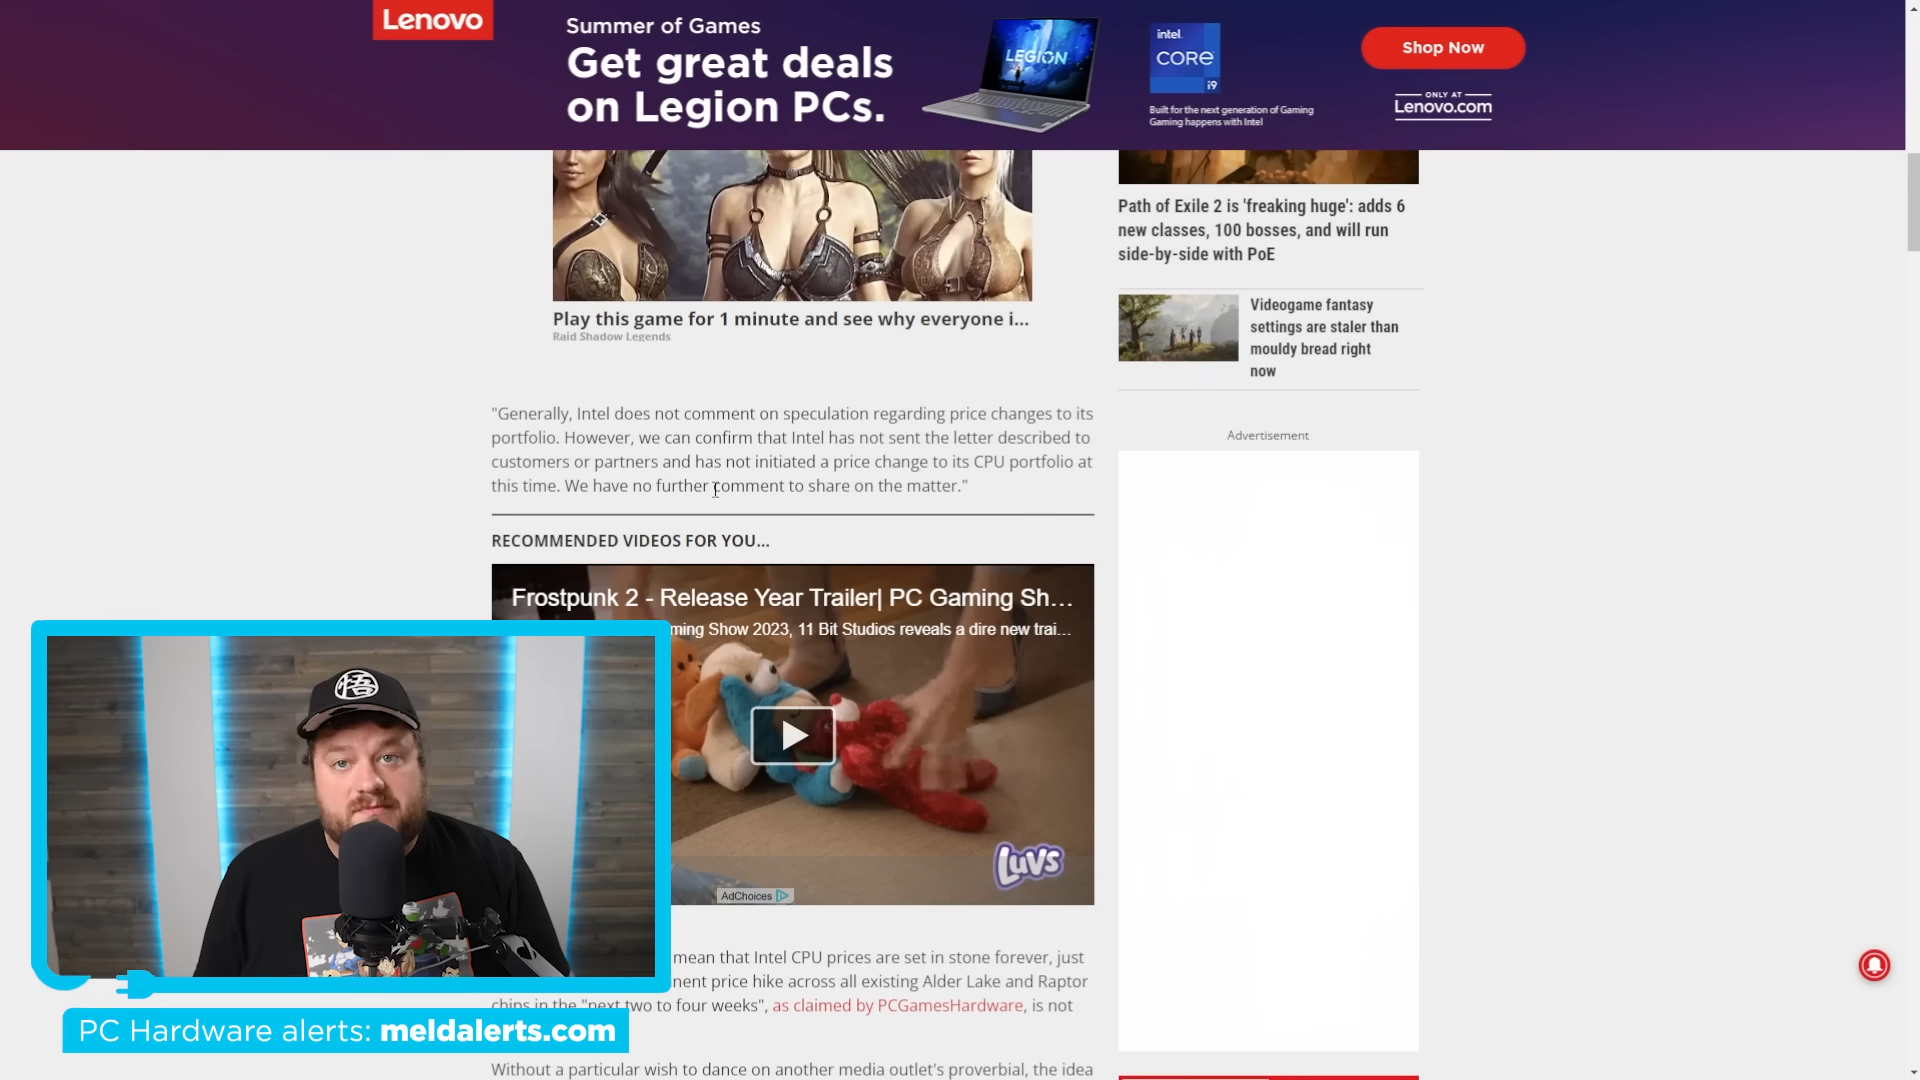 Lenovo
Summer of Games
Get great deals
on Legion PCs.
LEGION
intel.
CORE
i9
Built for the next generation of Gaming
Gaming happens with Intel
Shop Now
ONLY AT
Lenovo.com
Play this game for 1 minute and see why everyone i...
Raid Shadow Legends
"Generally, Intel does not comment on speculation regarding price changes to its
portfolio. However, we can confirm that Intel has not sent the letter described to
customers or partners and has not initiated a price change to its CPU portfolio at
this time. We have no further comment to share on the matter."
RECOMMENDED VIDEOS FOR YOU...
Frostpunk 2 - Release Year Trailer| PC Gaming Sh...
ming Show 2023, 11 Bit Studios reveals a dire new trai...
Luvs
AdChoices
mean that Intel CPU prices are set in stone forever, just
nent price hike across all existing Alder Lake and Raptor
chips in the "next two to four weeks", as claimed by PCGamesHardware, is not
Without a particular wish to dance on another media outlet's proverbial, the idea
Path of Exile 2 is 'freaking huge': adds 6
new classes, 100 bosses, and will run
side-by-side with PoE
Videogame fantasy
settings are staler than
mouldy bread right
now
Advertisement
悟
PC Hardware alerts: meldalerts.com